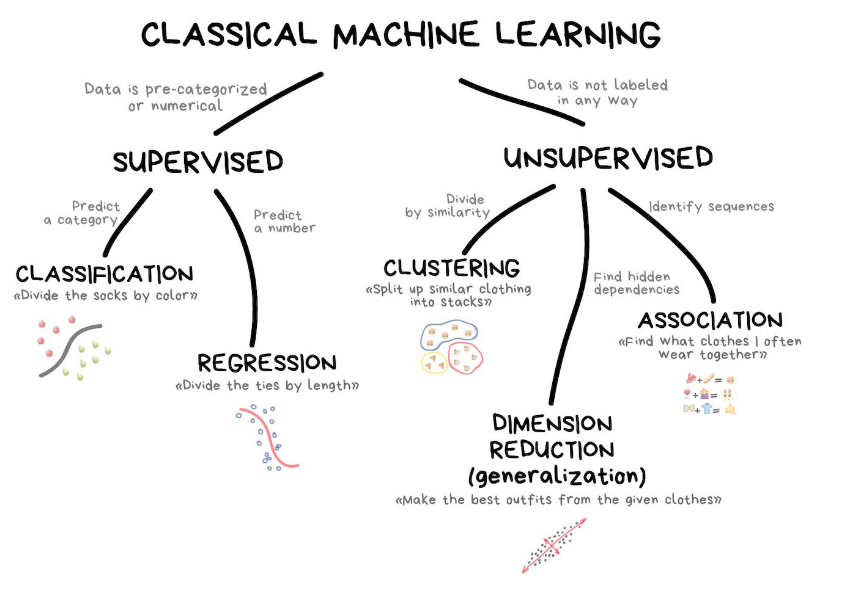 CLASSICAL MACHINE LEARNING
Data is pre-categorized
or numerical
Data is not labeled
in any way
SUPERVISED
UNSUPERVISED
Predict
a category
Predict
a number
Divide
by similarity
Identify sequences
Find hidden
dependencies
CLASSIFICATION
«Divide the socks by color»
REGRESSION
«Divide the ties by length»
CLUSTERING
«Split up similar clothing
into stacks»
ASSOCIATION
«Find what clothes I often
wear together»
DIMENSION
REDUCTION
(generalization)
«Make the best outfits from the given clothes»